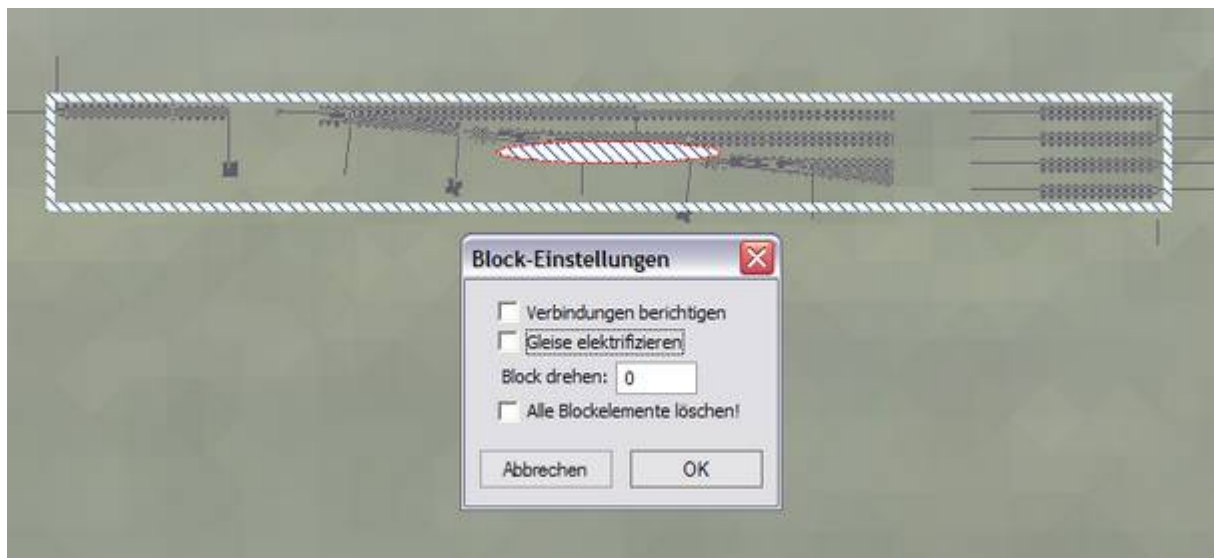 Block-Einstellungen
Verbindungen berichtigen
Gleise elektrifizieren
Block drehen: 0
Alle Blockelemente löschen!
Abbrechen OK